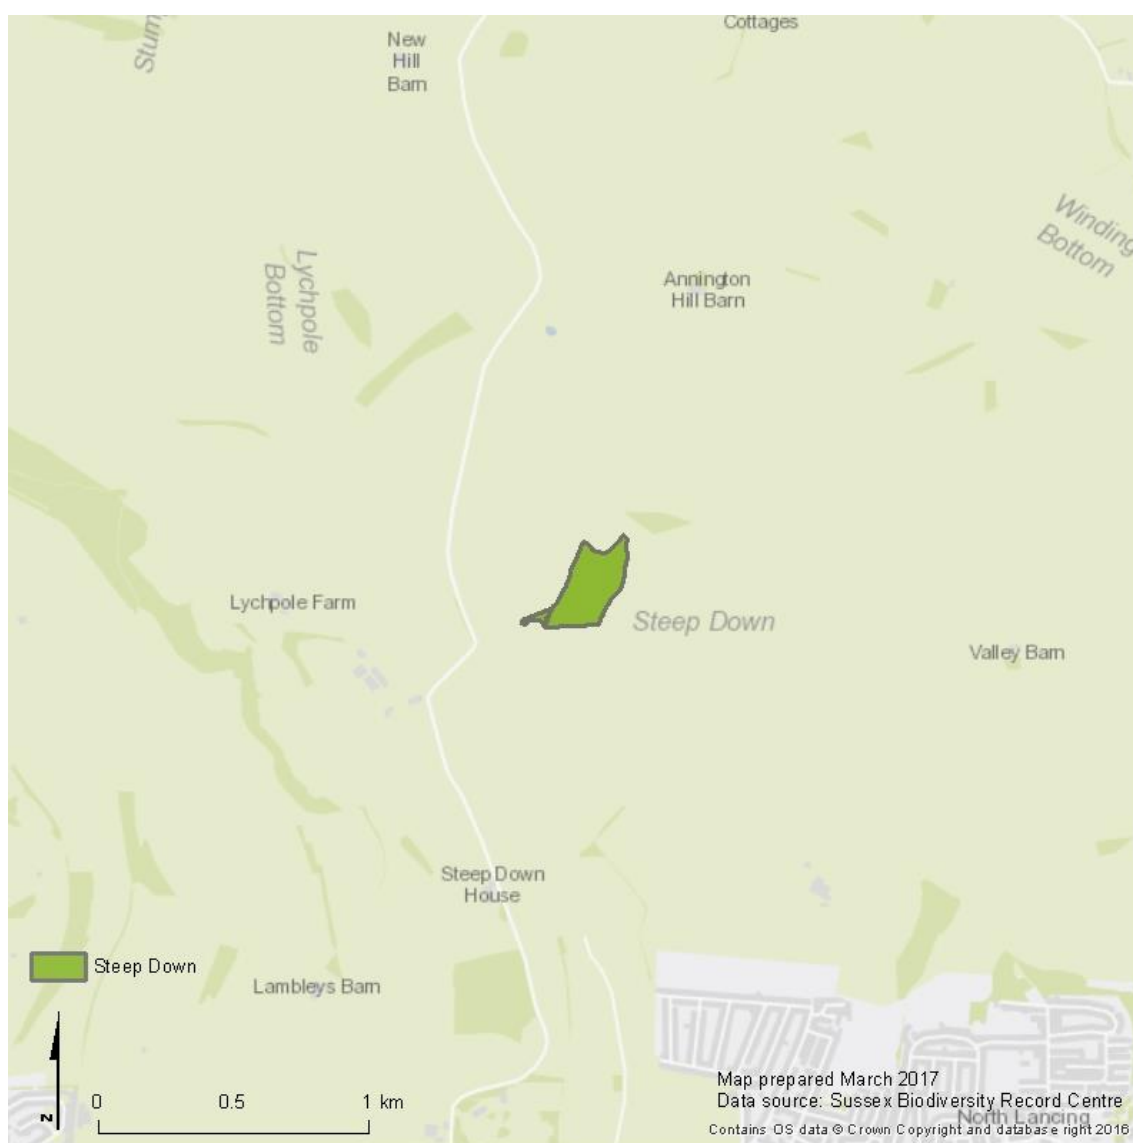 Cottages
Stump
New
Hill
Barn
Winding
Bottom
Lychpole
Bottom
Annington
Hill Barn
Lychpole Farm
Steep Down
Valley Barn
Steep Down
House
Steep Down
Lambleys Barn
N
0 0.5 1 km
Map prepared March 2017
Data source: Sussex Biodiversity Record Centre
North Lancing
Contains OS data © Crown Copyright and database right 2016